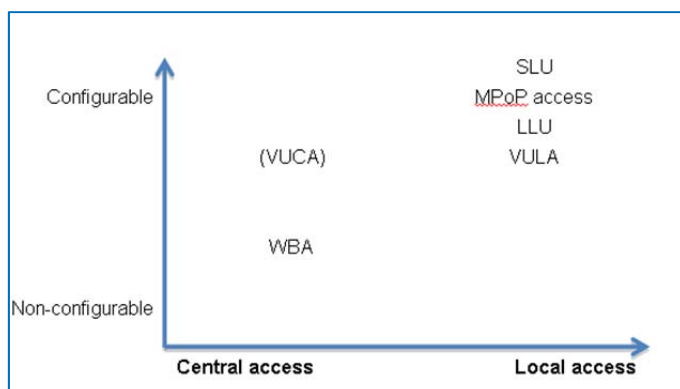 SLU
Configurable MPoP access
LLU
(VUCA) VULA
WBA
Non-configurable
Central access Local access